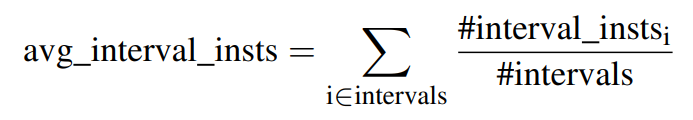 avg_interval_insts = ∑ i∈intervals #interval_insts_i / #intervals